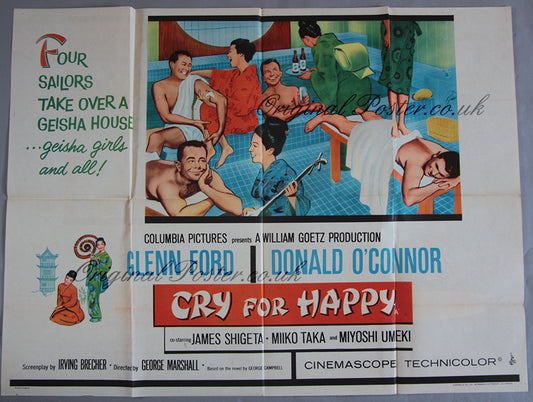 FOUR
SAILORS
TAKE OVER A
GEISHA HOUSE
...geisha girls
and all!
Original Poster.co.uk
COLUMBIA PICTURES presents A WILLIAM GOETZ PRODUCTION
GLENN FORD DONALD O'CONNOR
Original Poster.co.uk
CRY FOR HAPPY
co-starring JAMES SHIGETA · MIIKO TAKA and MIYOSHI UMEKI
Screenplay by IRVING BRECHER · Directed by GEORGE MARSHALL · Based on the novel by GEORGE CAMPBELL
CINEMASCOPE TECHNICOLOR®